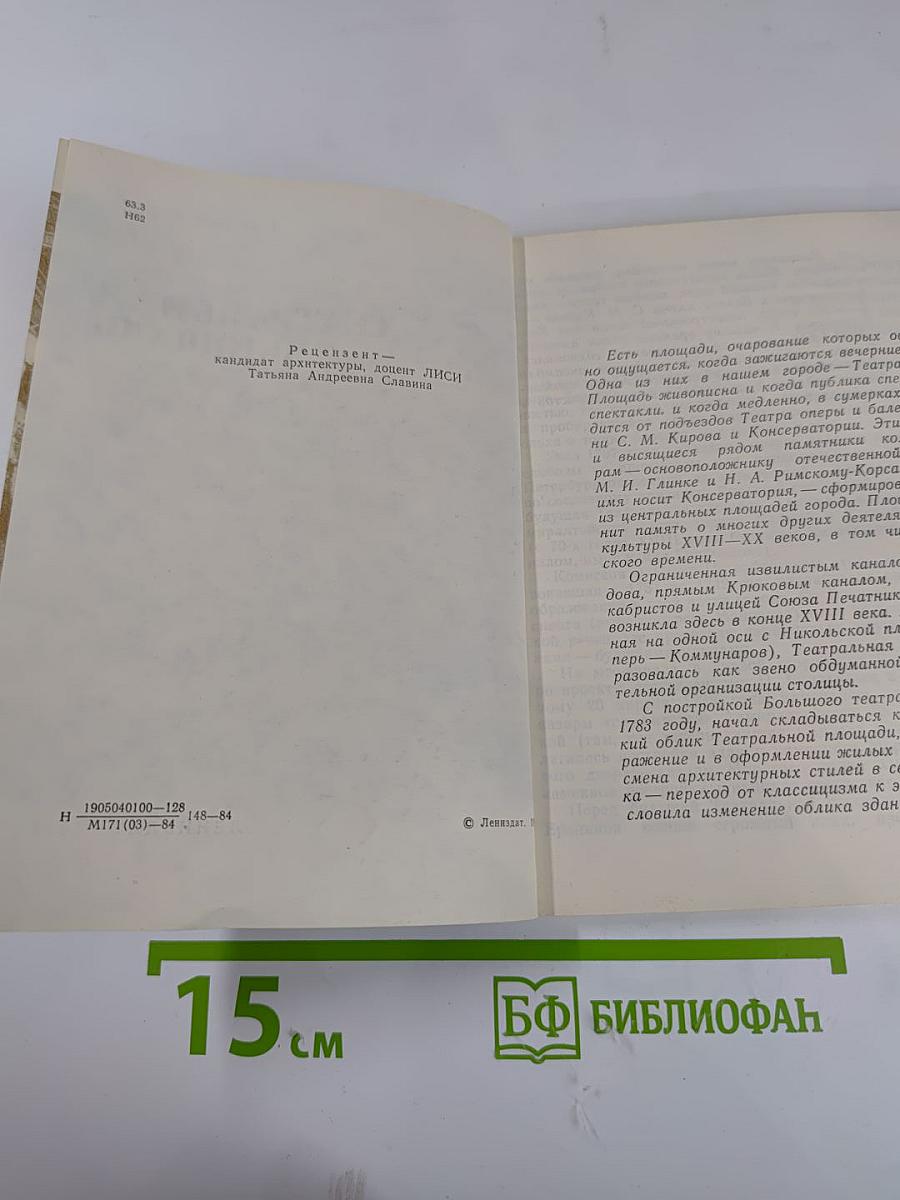 63.3
Н62
Рецензент —
кандидат архитектуры, доцент ЛИСИ
Татьяна Андреевна Славина
Н 1905040100—128 148—84
М171(03)—84
© Лениздат,
Есть площади, очарование которых ос
но ощущается, когда зажигаются вечерние
Одна из них в нашем городе — Театра
Площадь живописна и когда публика спе
спектакли, и когда медленно, в сумерках
дится от подъездов Театра оперы и бале
ни С. М. Кирова и Консерватории. Эти
и высящиеся рядом памятники ком
рам — основоположнику отечественной
М. И. Глинке и Н. А. Римскому-Корса
имя носит Консерватория, — сформиров
из центральных площадей города. Пло
нит память о многих других деятеля
культуры XVIII—XX веков, в том чи
ского времени.
Ограниченная извилистым канало
дова, прямым Крюковым каналом,
кабристов и улицей Союза Печатник
возникла здесь в конце XVIII века.
ная на одной оси с Никольской пл
перь — Коммунаров), Театральная
разовалась как звено обдуманной
тельной организации столицы.
С постройкой Большого театра
1783 году, начал складываться к
кий облик Театральной площади,
ражение и в оформлении жилых
смена архитектурных стилей в се
ка — переход от классицизма к э
словила изменение облика здан
15 см
БФ БИБЛИОФАН